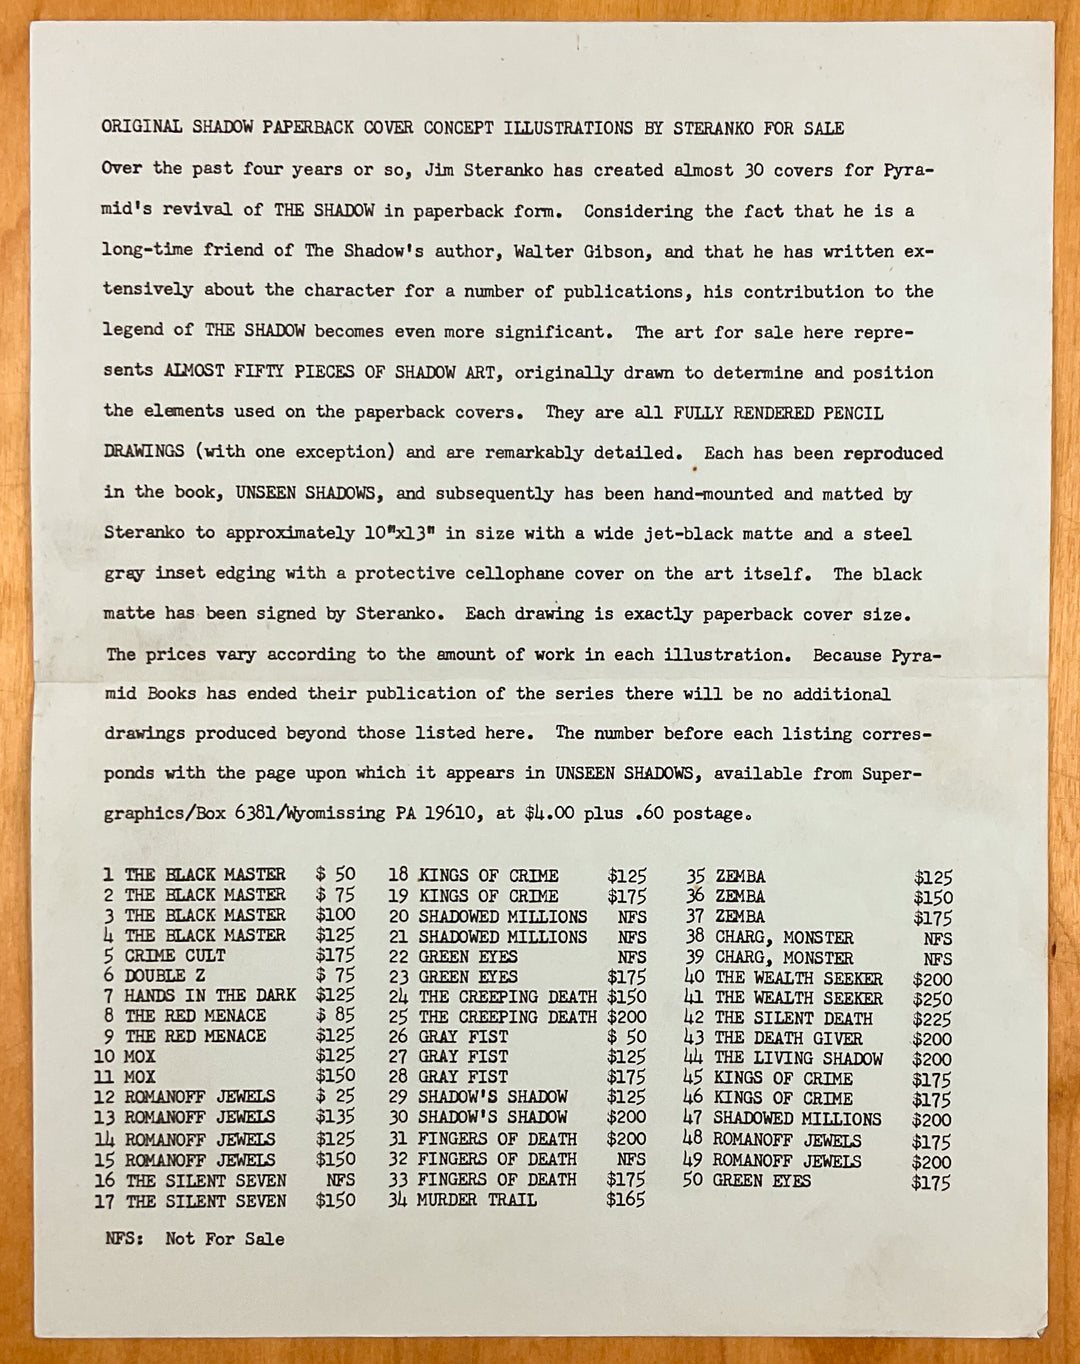 ORIGINAL SHADOW PAPERBACK COVER CONCEPT ILLUSTRATIONS BY STERANKO FOR SALE
Over the past four years or so, Jim Steranko has created almost 30 covers for Pyra-
mid's revival of THE SHADOW in paperback form. Considering the fact that he is a
long-time friend of The Shadow's author, Walter Gibson, and that he has written ex-
tensively about the character for a number of publications, his contribution to the
legend of THE SHADOW becomes even more significant. The art for sale here repre-
sents ALMOST FIFTY PIECES OF SHADOW ART, originally drawn to determine and position
the elements used on the paperback covers. They are all FULLY RENDERED PENCIL
DRAWINGS (with one exception) and are remarkably detailed. Each has been reproduced
in the book, UNSEEN SHADOWS, and subsequently has been hand-mounted and matted by
Steranko to approximately 10"x13" in size with a wide jet-black matte and a steel
gray inset edging with a protective cellophane cover on the art itself. The black
matte has been signed by Steranko. Each drawing is exactly paperback cover size.
The prices vary according to the amount of work in each illustration. Because Pyra-
mid Books has ended their publication of the series there will be no additional
drawings produced beyond those listed here. The number before each listing corres-
ponds with the page upon which it appears in UNSEEN SHADOWS, available from Super-
graphics/Box 6381/Wyomissing PA 19610, at $4.00 plus .60 postage.
1 THE BLACK MASTER $ 50
2 THE BLACK MASTER $ 75
3 THE BLACK MASTER $100
4 THE BLACK MASTER $125
5 CRIME CULT $175
6 DOUBLE Z $ 75
7 HANDS IN THE DARK $125
8 THE RED MENACE $ 85
9 THE RED MENACE $125
10 MOX $125
11 MOX $150
12 ROMANOFF JEWELS $ 25
13 ROMANOFF JEWELS $135
14 ROMANOFF JEWELS $125
15 ROMANOFF JEWELS $150
16 THE SILENT SEVEN NFS
17 THE SILENT SEVEN $150
18 KINGS OF CRIME $125
19 KINGS OF CRIME $175
20 SHADOWED MILLIONS NFS
21 SHADOWED MILLIONS NFS
22 GREEN EYES NFS
23 GREEN EYES $175
24 THE CREEPING DEATH $150
25 THE CREEPING DEATH $200
26 GRAY FIST $ 50
27 GRAY FIST $125
28 GRAY FIST $175
29 SHADOW'S SHADOW $125
30 SHADOW'S SHADOW $200
31 FINGERS OF DEATH $200
32 FINGERS OF DEATH NFS
33 FINGERS OF DEATH $175
34 MURDER TRAIL $165
35 ZEMBA $125
36 ZEMBA $150
37 ZEMBA $175
38 CHARG, MONSTER NFS
39 CHARG, MONSTER NFS
40 THE WEALTH SEEKER $200
41 THE WEALTH SEEKER $250
42 THE SILENT DEATH $225
43 THE DEATH GIVER $200
44 THE LIVING SHADOW $200
45 KINGS OF CRIME $175
46 KINGS OF CRIME $175
47 SHADOWED MILLIONS $200
48 ROMANOFF JEWELS $175
49 ROMANOFF JEWELS $200
50 GREEN EYES $175
NFS: Not For Sale